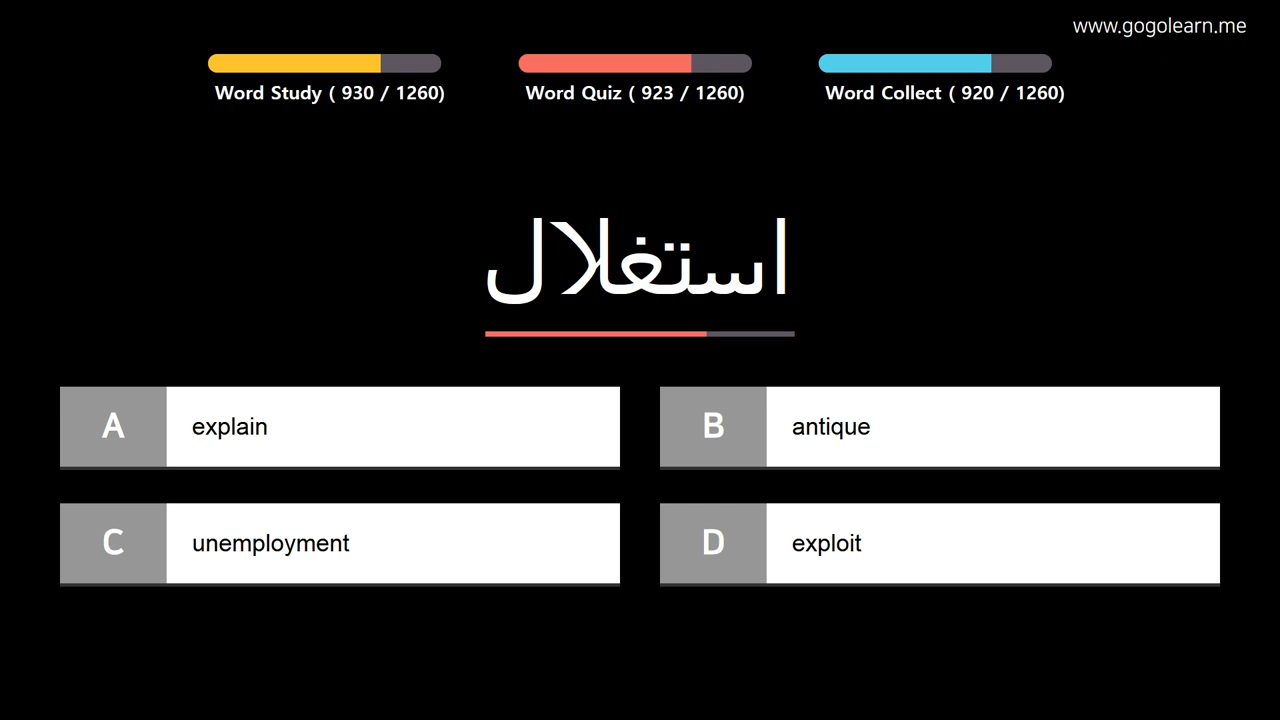 www.gogolearn.me
Word Study ( 930 / 1260)
Word Quiz ( 923 / 1260)
Word Collect ( 920 / 1260)
استغلال
A explain
B antique
C unemployment
D exploit